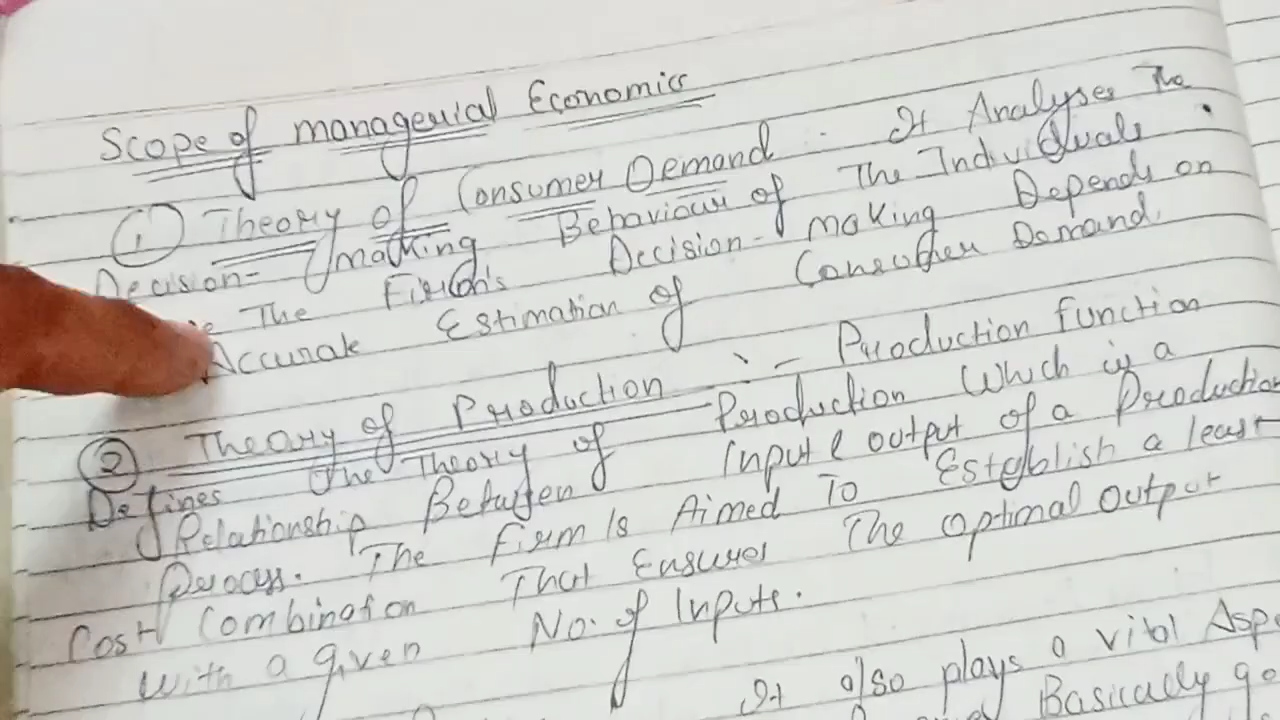 Scope of managerial Economics
① Theory of Consumer Demand : It Analyses The
Decision-making Behaviour of The Individuals.
The Firm's Decision-making Depends on
Accurate Estimation of Consumer Demand.
② Theory of Production :- Production function
Defines The Theory of Production Which is a
Relationship Between Input & output of a Production
Process. The firm Is Aimed To Establish a least
Cost Combination That Ensures The optimal output
With a given No. of Inputs.
It also plays a vital
Basically